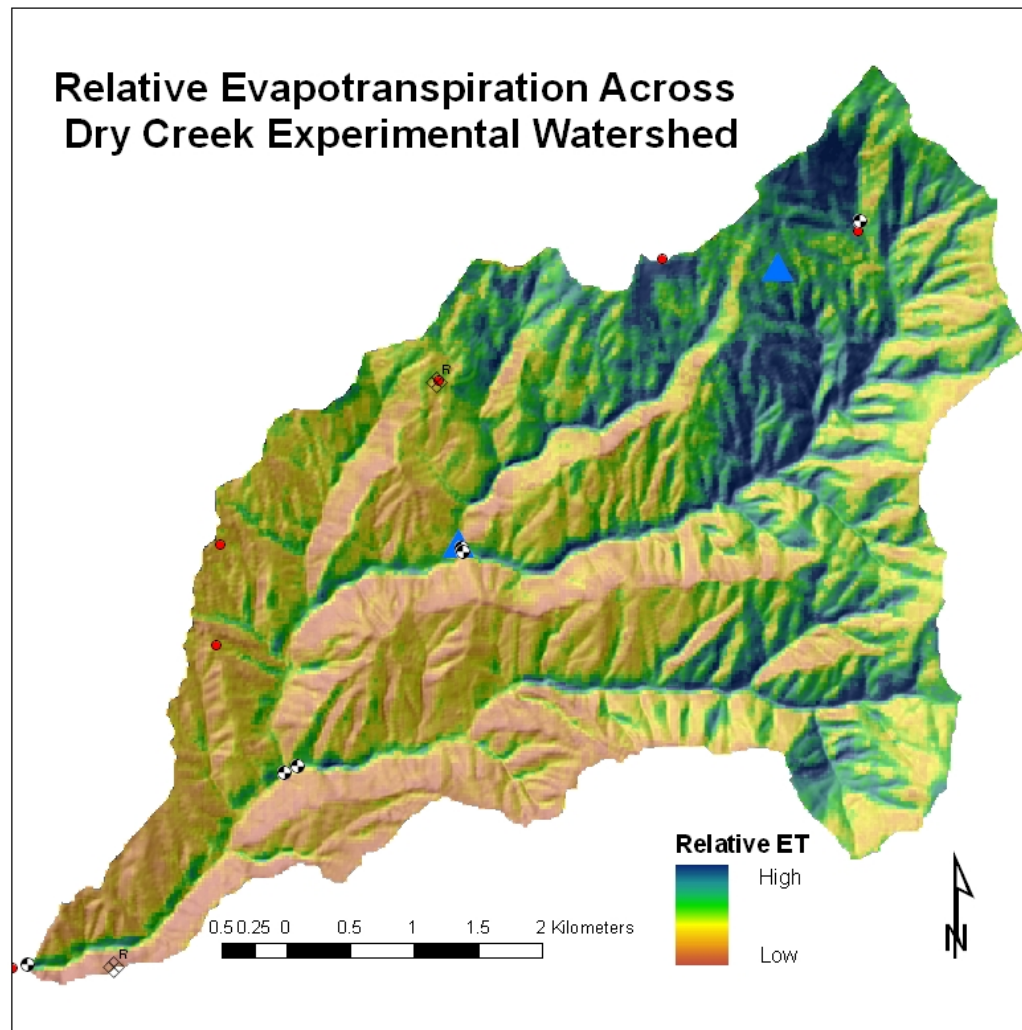 Relative Evapotranspiration Across
Dry Creek Experimental Watershed
R
R
Relative ET
High
Low
0.5 0.25 0 0.5 1 1.5 2 Kilometers
N